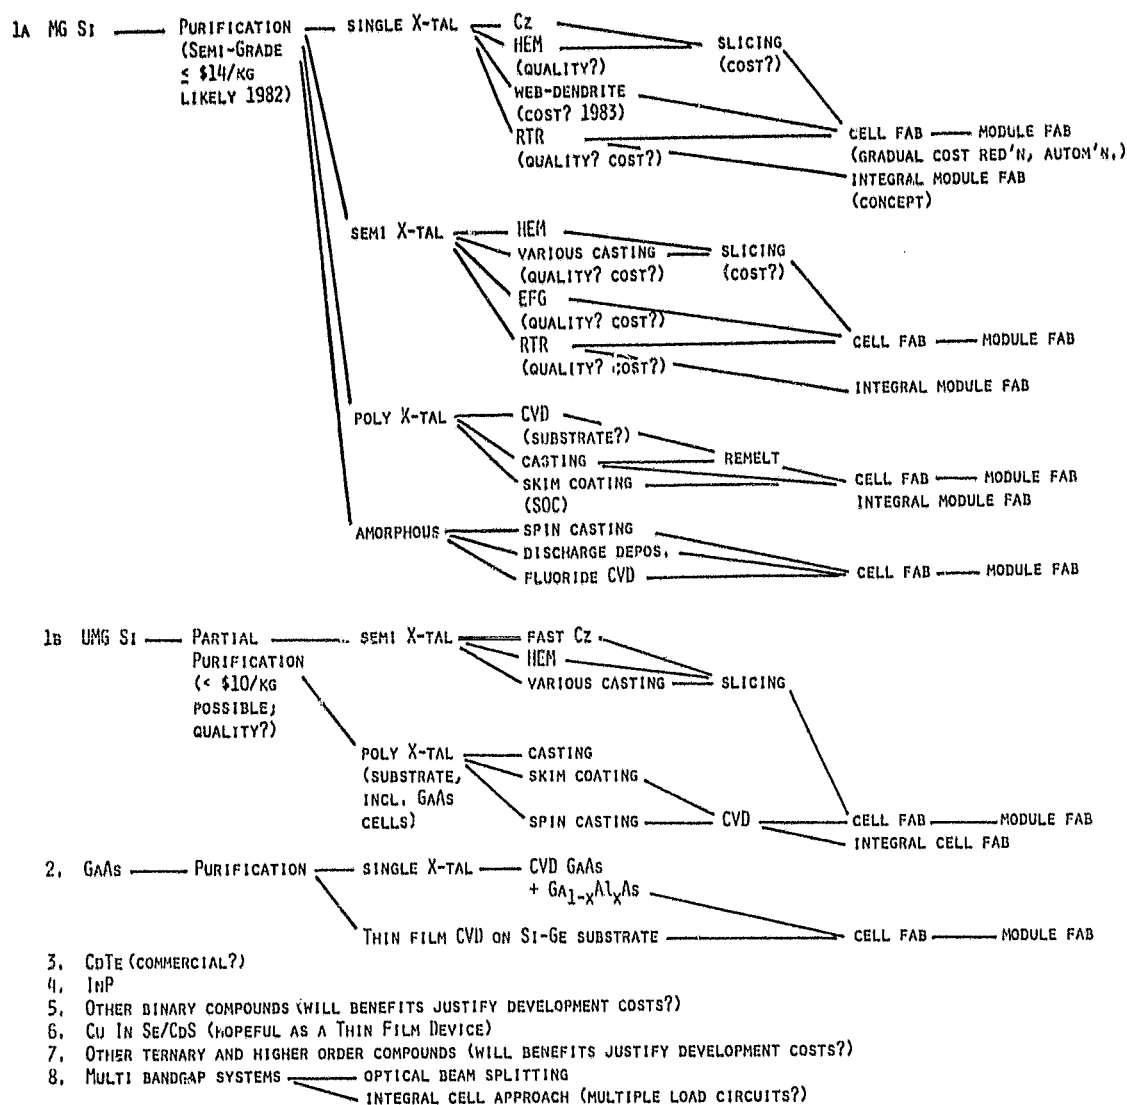 1A MG SI PURIFICATION SINGLE X-TAL CZ
(SEMI-GRADE HEM SLICING
≤ $14/KG (QUALITY?) (COST?)
LIKELY 1982) WEB-DENDRITE
(COST? 1983)
RTR CELL FAB MODULE FAB
(QUALITY? COST?) (GRADUAL COST RED'N, AUTOM'N.)
INTEGRAL MODULE FAB
(CONCEPT)
SEMI X-TAL HEM
VARIOUS CASTING SLICING
(QUALITY? COST?) (COST?)
EFG
(QUALITY? COST?)
RTR CELL FAB MODULE FAB
(QUALITY? COST?)
INTEGRAL MODULE FAB
POLY X-TAL CVD
(SUBSTRATE?)
CASTING REMELT
SKIM COATING CELL FAB MODULE FAB
(SOC) INTEGRAL MODULE FAB
AMORPHOUS SPIN CASTING
DISCHARGE DEPOS.
FLUORIDE CVD CELL FAB MODULE FAB
1B UMG SI PARTIAL SEMI X-TAL FAST CZ.
PURIFICATION HEM
(< $10/KG VARIOUS CASTING SLICING
POSSIBLE;
QUALITY?)
POLY X-TAL CASTING
(SUBSTRATE, SKIM COATING
INCL. GAAS
CELLS) SPIN CASTING CVD CELL FAB MODULE FAB
INTEGRAL CELL FAB
2. GAAS PURIFICATION SINGLE X-TAL CVD GAAS
+ GA1-xALxAS
THIN FILM CVD ON SI-GE SUBSTRATE CELL FAB MODULE FAB
3. CDTE (COMMERCIAL?)
4. INP
5. OTHER BINARY COMPOUNDS (WILL BENEFITS JUSTIFY DEVELOPMENT COSTS?)
6. CU IN SE/CDS (HOPEFUL AS A THIN FILM DEVICE)
7. OTHER TERNARY AND HIGHER ORDER COMPOUNDS (WILL BENEFITS JUSTIFY DEVELOPMENT COSTS?)
8. MULTI BANDGAP SYSTEMS OPTICAL BEAM SPLITTING
INTEGRAL CELL APPROACH (MULTIPLE LOAD CIRCUITS?)